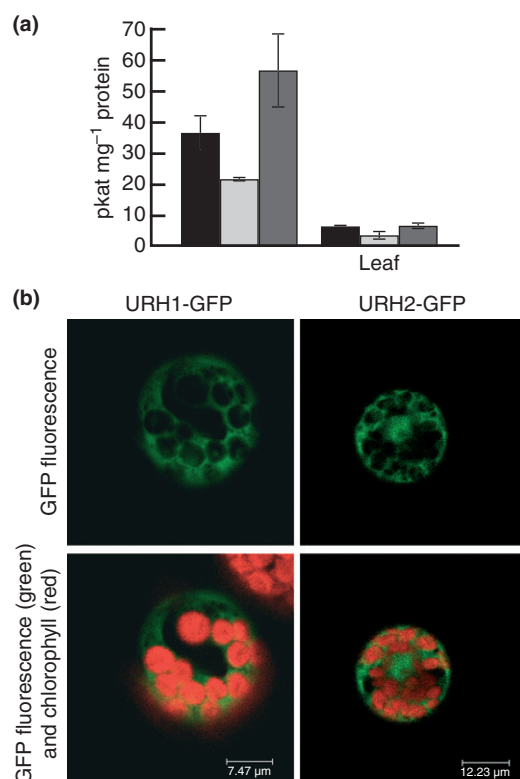 (a)
pkat mg⁻¹ protein
70
60
50
40
30
20
10
0
Leaf
(b)
URH1-GFP
URH2-GFP
GFP fluorescence
GFP fluorescence (green)
and chlorophyll (red)
7.47 µm
12.23 µm